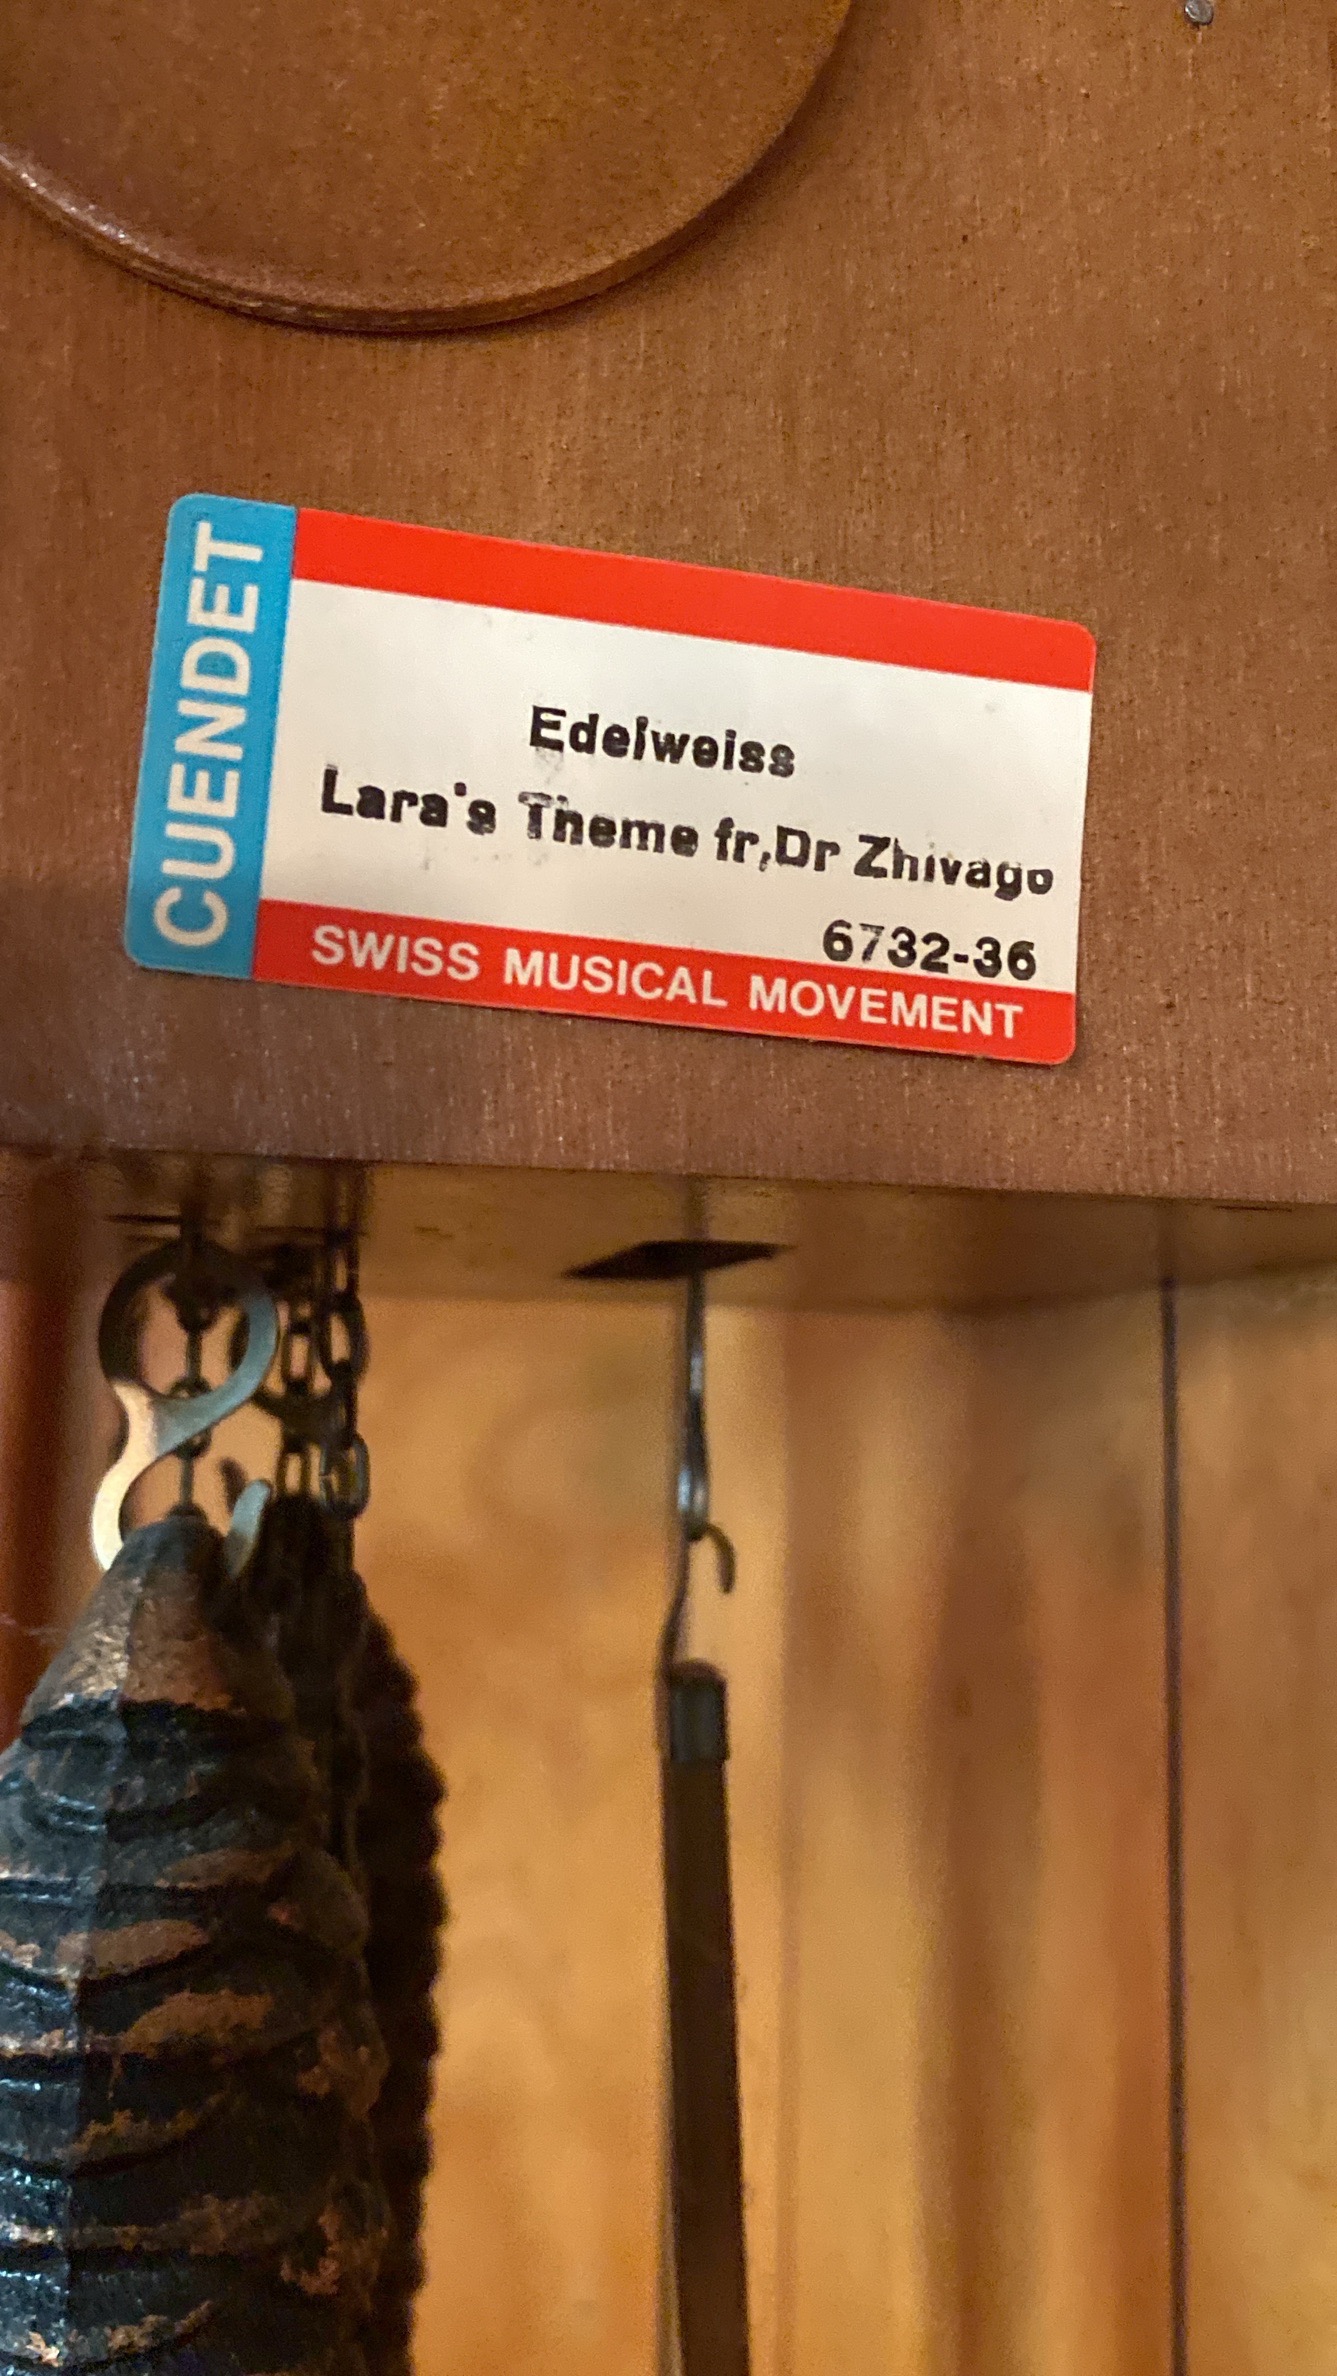 CUENDET
Edelweiss
Lara's Theme fr,Dr Zhivago
6732-36
SWISS MUSICAL MOVEMENT